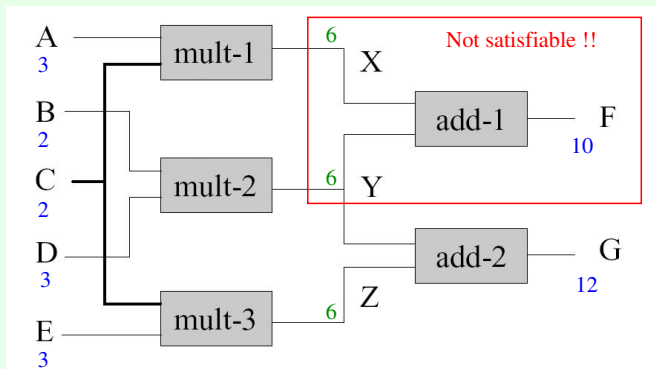 A
3
mult-1
6
X
Not satisfiable !!
B
2
add-1
F
10
C
2
mult-2
6
Y
D
3
add-2
G
12
mult-3
6
Z
E
3